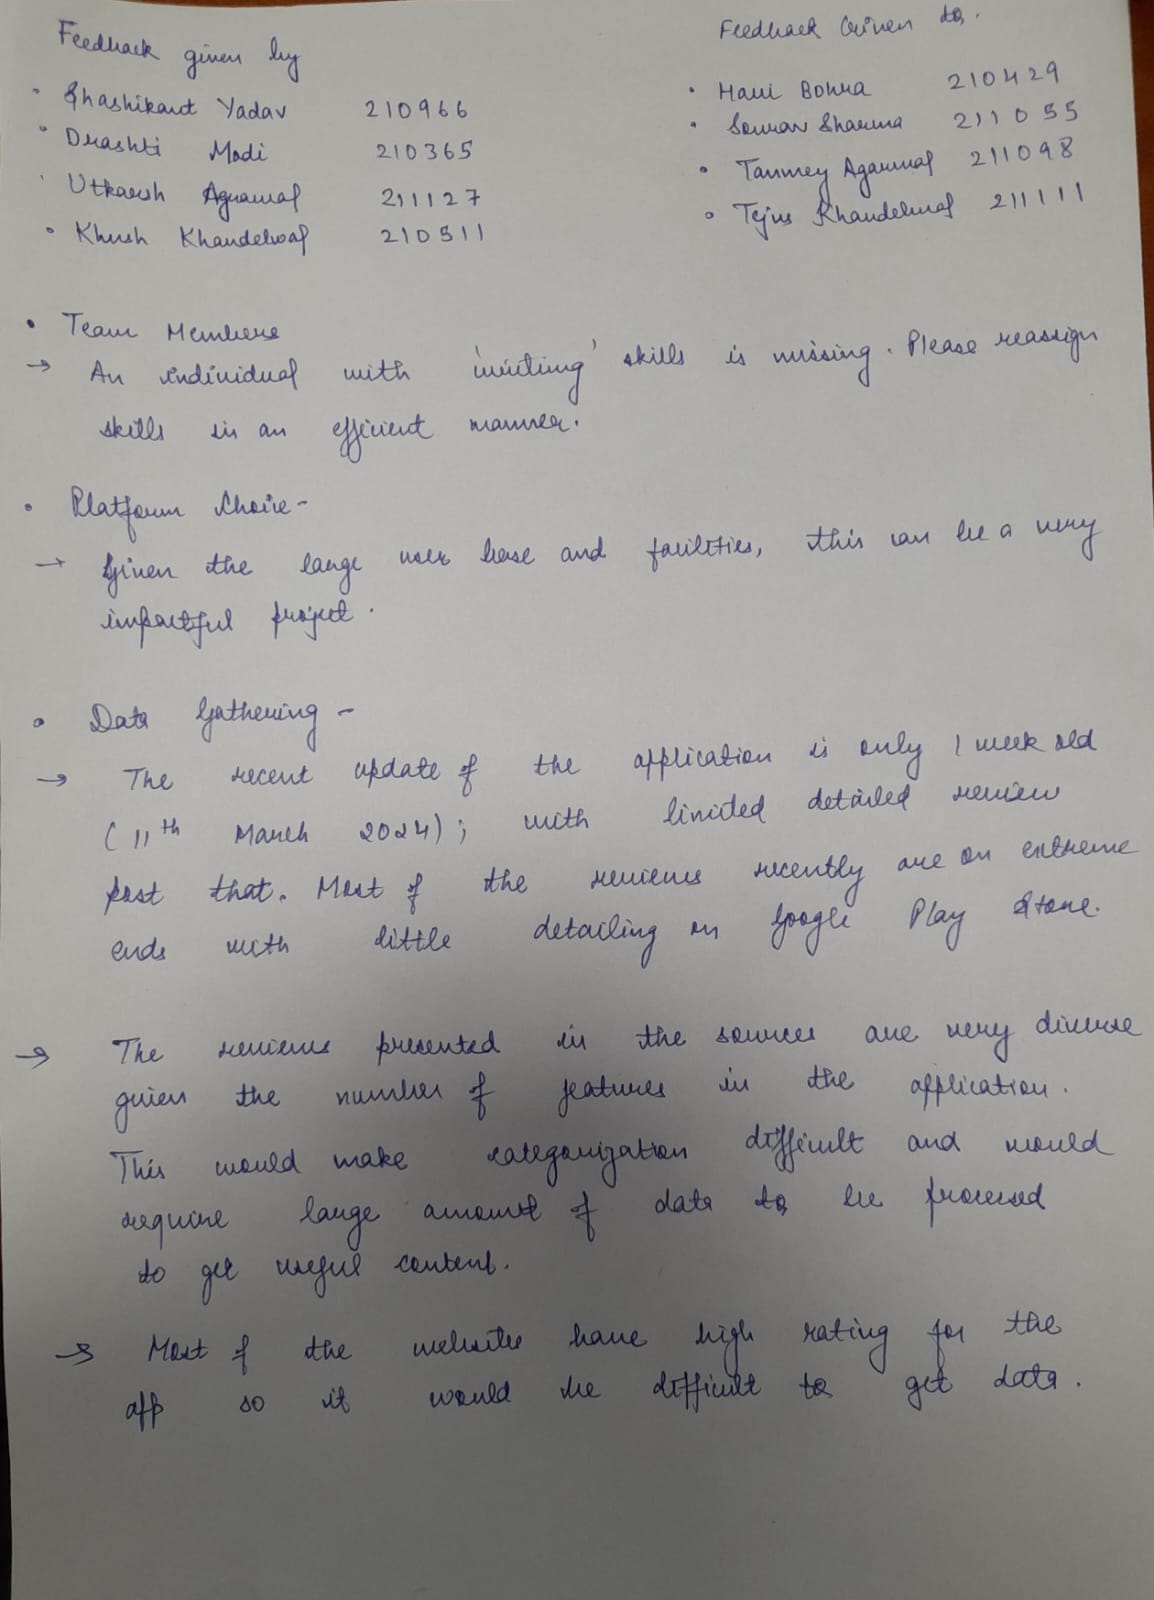 Feedback given by
• Shashikant Yadav 210966
• Drashti Modi 210365
• Utkarsh Agrawal 211127
• Khush Khandelwal 210511
Feedback Given to.
• Havi Bohra 210429
• Sourav Sharma 211055
• Tanmey Agarwal 211098
• Tejus Khandelwal 211111
• Team Members
→ An individual with 'writing' skills is missing. Please reassign
skills in an efficient manner.
• Platform Choice-
→ Given the large user base and facilities, this can be a very
impactful project.
• Data Gathering -
→ The recent update of the application is only 1 week old
(11th March 2024); with limited detailed review
post that. Most of the reviews recently are on extreme
ends with little detailing on Google Play Store.
→ The reviews presented in the sources are very diverse
given the number of features in the application.
This would make categorization difficult and would
require large amount of data to be processed
to get useful content.
→ Most of the website have high rating for the
app so it would be difficult to get data.